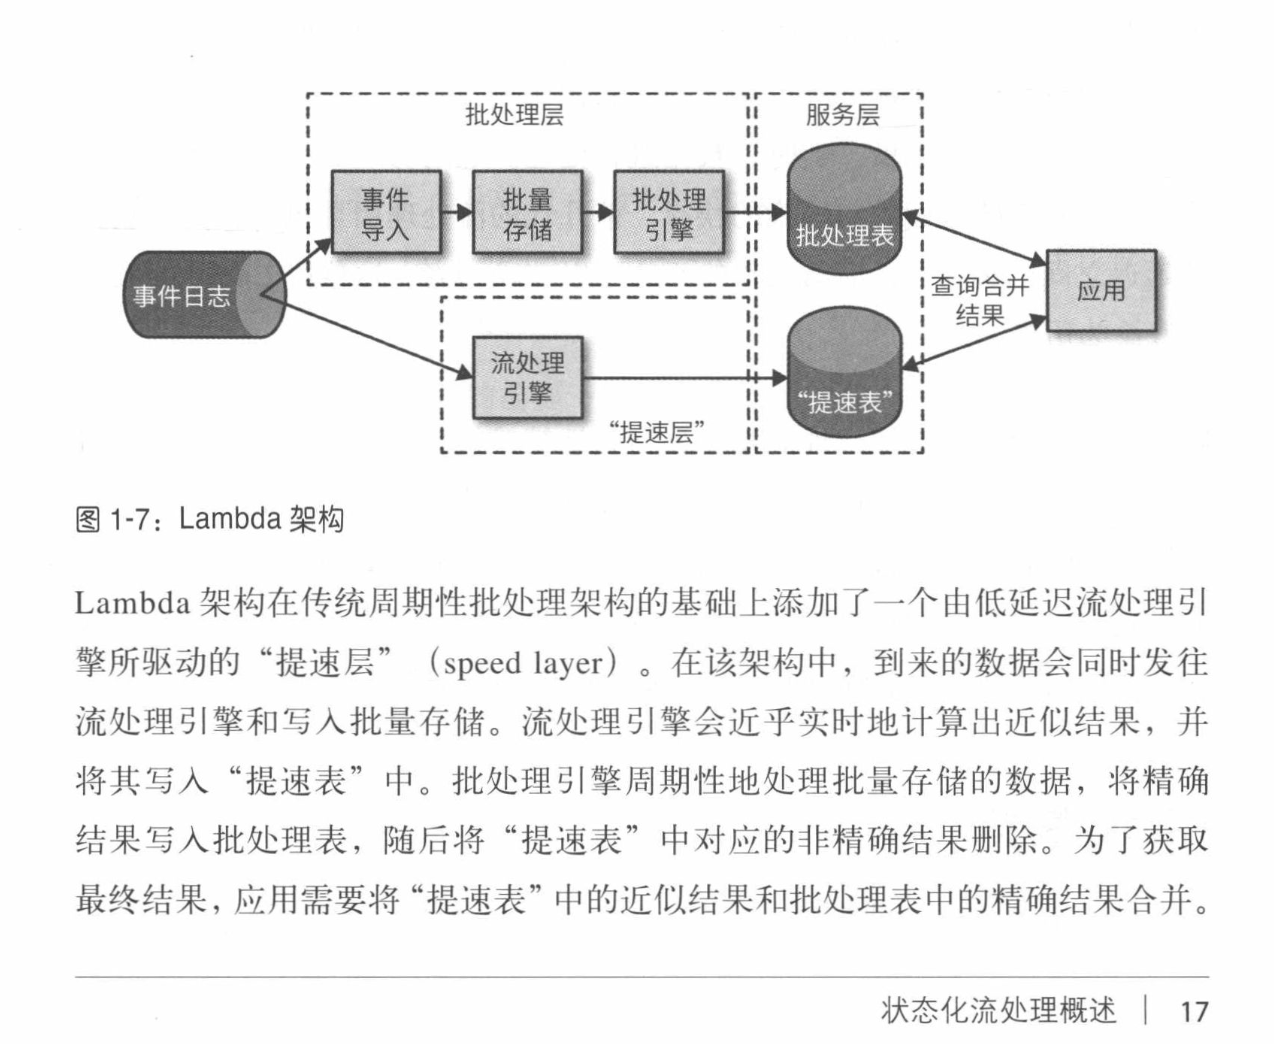 批处理层
服务层
事件
导入
批量
存储
批处理
引擎
批处理表
事件日志
查询合并
结果
应用
流处理
引擎
“提速表”
“提速层”
图 1-7：Lambda 架构
Lambda 架构在传统周期性批处理架构的基础上添加了一个由低延迟流处理引
擎所驱动的“提速层”（speed layer）。在该架构中，到来的数据会同时发往
流处理引擎和写入批量存储。流处理引擎会近乎实时地计算出近似结果，并
将其写入“提速表”中。批处理引擎周期性地处理批量存储的数据，将精确
结果写入批处理表，随后将“提速表”中对应的非精确结果删除。为了获取
最终结果，应用需要将“提速表”中的近似结果和批处理表中的精确结果合并。
状态化流处理概述 | 17